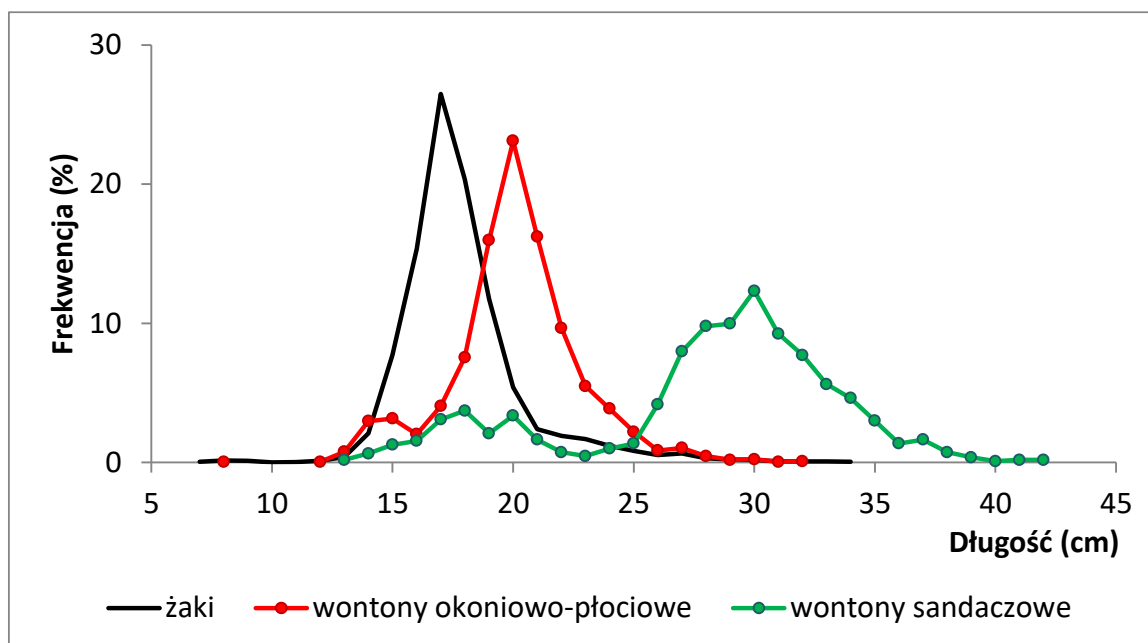 Frekwencja (%)
30
20
10
0
5 10 15 20 25 30 35 40 45
Długość (cm)
żaki wontony okoniowo-płociowe wontony sandaczowe